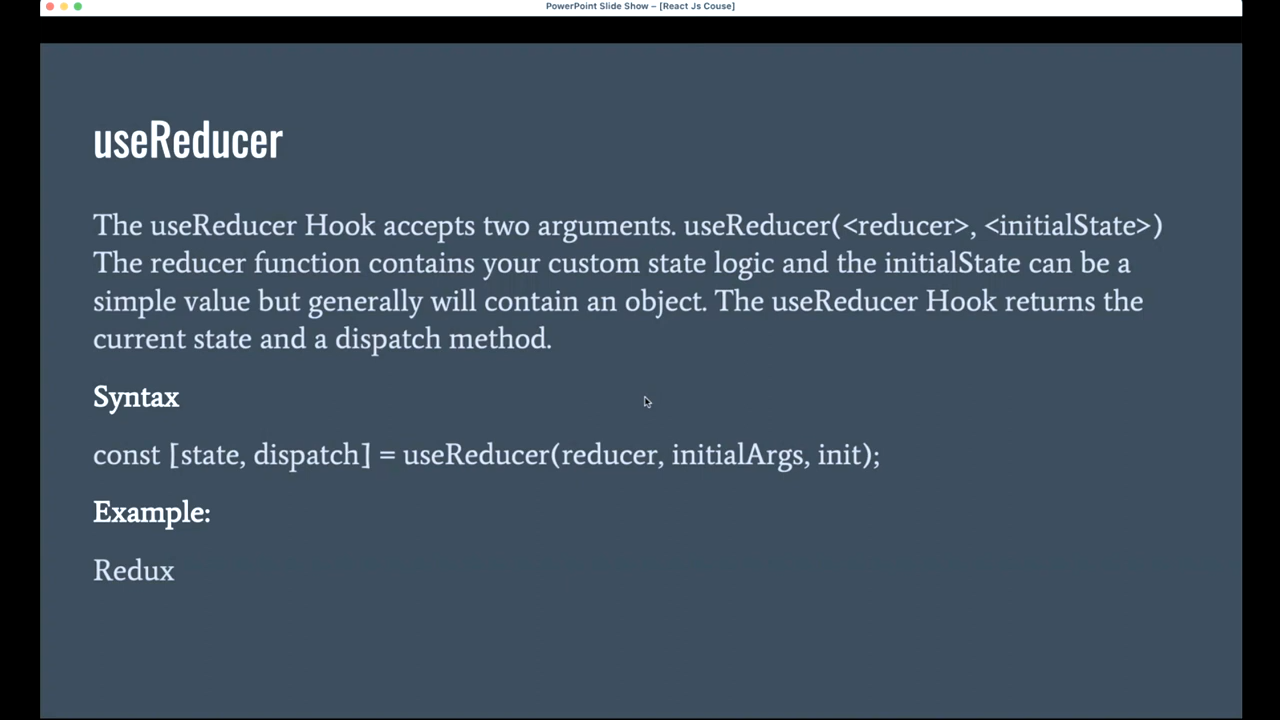 PowerPoint Slide Show – [React Js Couse]
useReducer
The useReducer Hook accepts two arguments. useReducer(<reducer>, <initialState>)
The reducer function contains your custom state logic and the initialState can be a
simple value but generally will contain an object. The useReducer Hook returns the
current state and a dispatch method.
Syntax
const [state, dispatch] = useReducer(reducer, initialArgs, init);
Example:
Redux